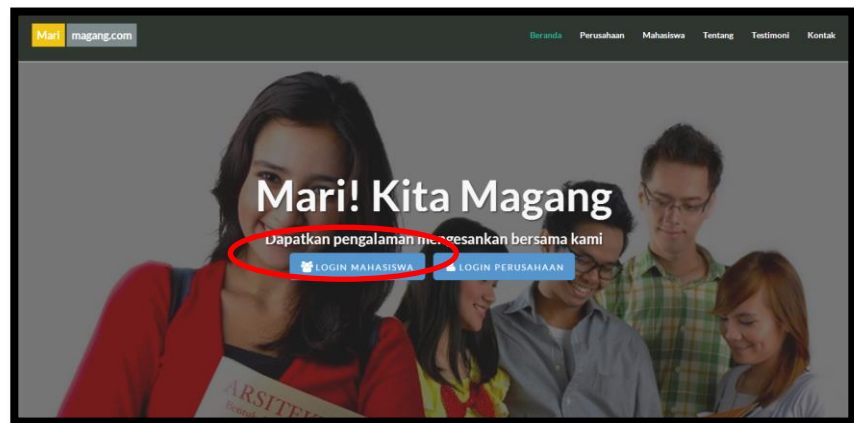 Mari magang.com
Beranda Perusahaan Mahasiswa Tentang Testimoni Kontak
Mari! Kita Magang
Dapatkan pengalaman mengesankan bersama kami
LOGIN MAHASISWA LOGIN PERUSAHAAN
ARSITEK